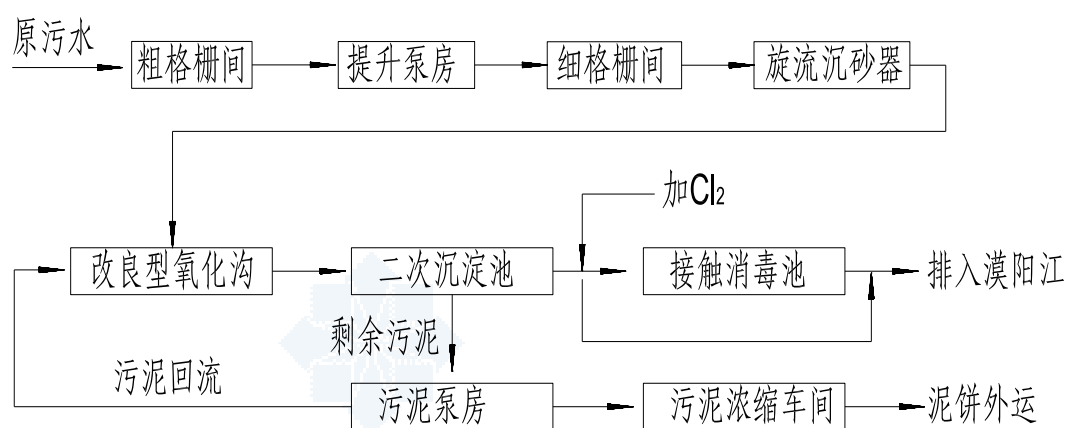 原污水
粗格栅间
提升泵房
细格栅间
旋流沉砂器
加Cl₂
改良型氧化沟
二次沉淀池
接触消毒池
排入漠阳江
剩余污泥
污泥回流
污泥泵房
污泥浓缩车间
泥饼外运